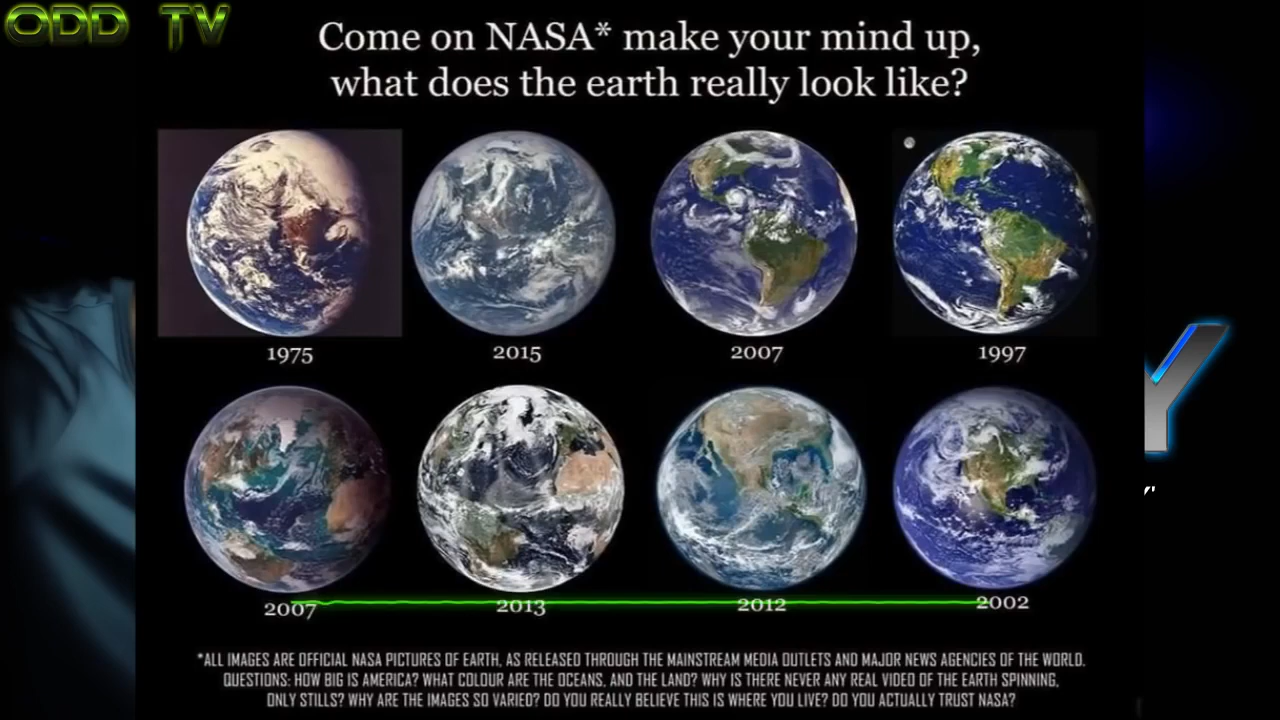 ODD TV
Come on NASA* make your mind up,
what does the earth really look like?
1975
2015
2007
1997
2007
2013
2012
2002
Y
Y"
*ALL IMAGES ARE OFFICIAL NASA PICTURES OF EARTH, AS RELEASED THROUGH THE MAINSTREAM MEDIA OUTLETS AND MAJOR NEWS AGENCIES OF THE WORLD.
QUESTIONS: HOW BIG IS AMERICA? WHAT COLOUR ARE THE OCEANS, AND THE LAND? WHY IS THERE NEVER ANY REAL VIDEO OF THE EARTH SPINNING,
ONLY STILLS? WHY ARE THE IMAGES SO VARIED? DO YOU REALLY BELIEVE THIS IS WHERE YOU LIVE? DO YOU ACTUALLY TRUST NASA?